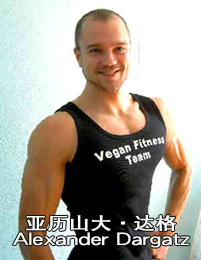 Vegan Fitness
Team
亚历山大·达格
Alexander Dargatz